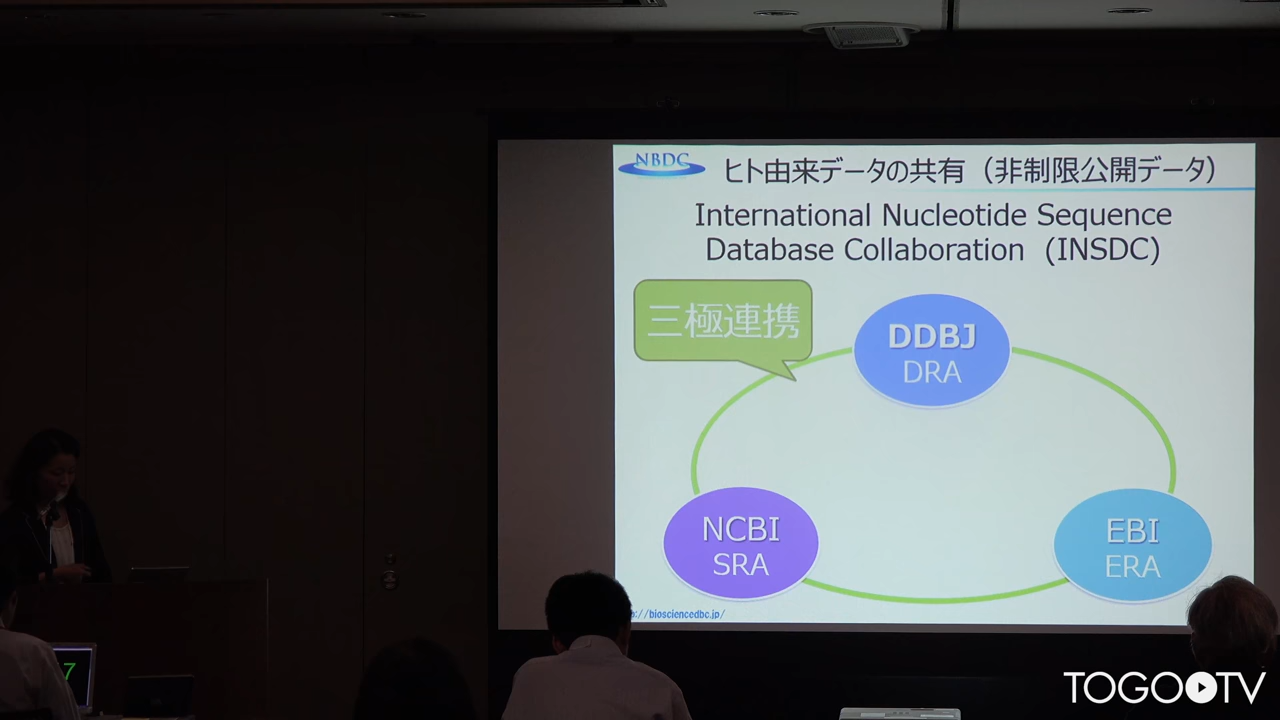 NBDC
ヒト由来データの共有（非制限公開データ）
International Nucleotide Sequence
Database Collaboration (INSDC)
三極連携
DDBJ
DRA
NCBI
SRA
EBI
ERA
://biosciencedbc.jp/
7
TOGO TV